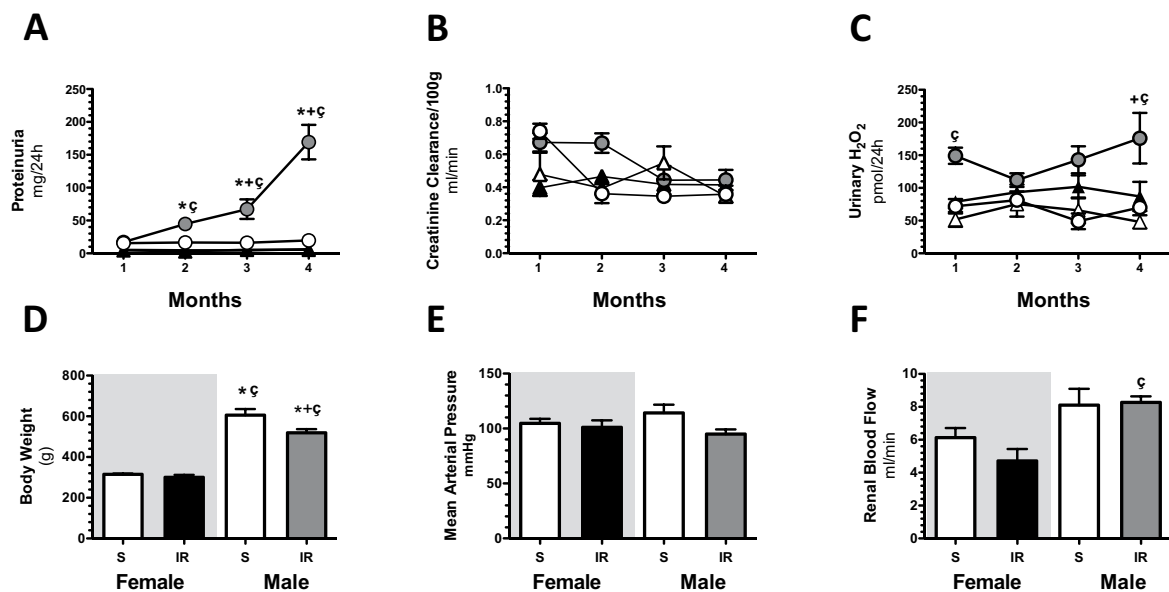 A
B
C
Proteinuria
mg/24h
250
200
150
100
50
0
*ç
*+ç
*+ç
1 2 3 4
Months
Creatinine Clearance/100g
ml/min
1.0
0.8
0.6
0.4
0.2
0.0
1 2 3 4
Months
Urinary H₂O₂
pmol/24h
250
200
150
100
50
0
ç
+ç
1 2 3 4
Months
D
E
F
Body Weight
(g)
800
600
400
200
0
*ç
*+ç
S IR S IR
Female Male
Mean Arterial Pressure
mmHg
150
100
50
0
S IR S IR
Female Male
Renal Blood Flow
ml/min
10
8
6
4
2
0
ç
S IR S IR
Female Male